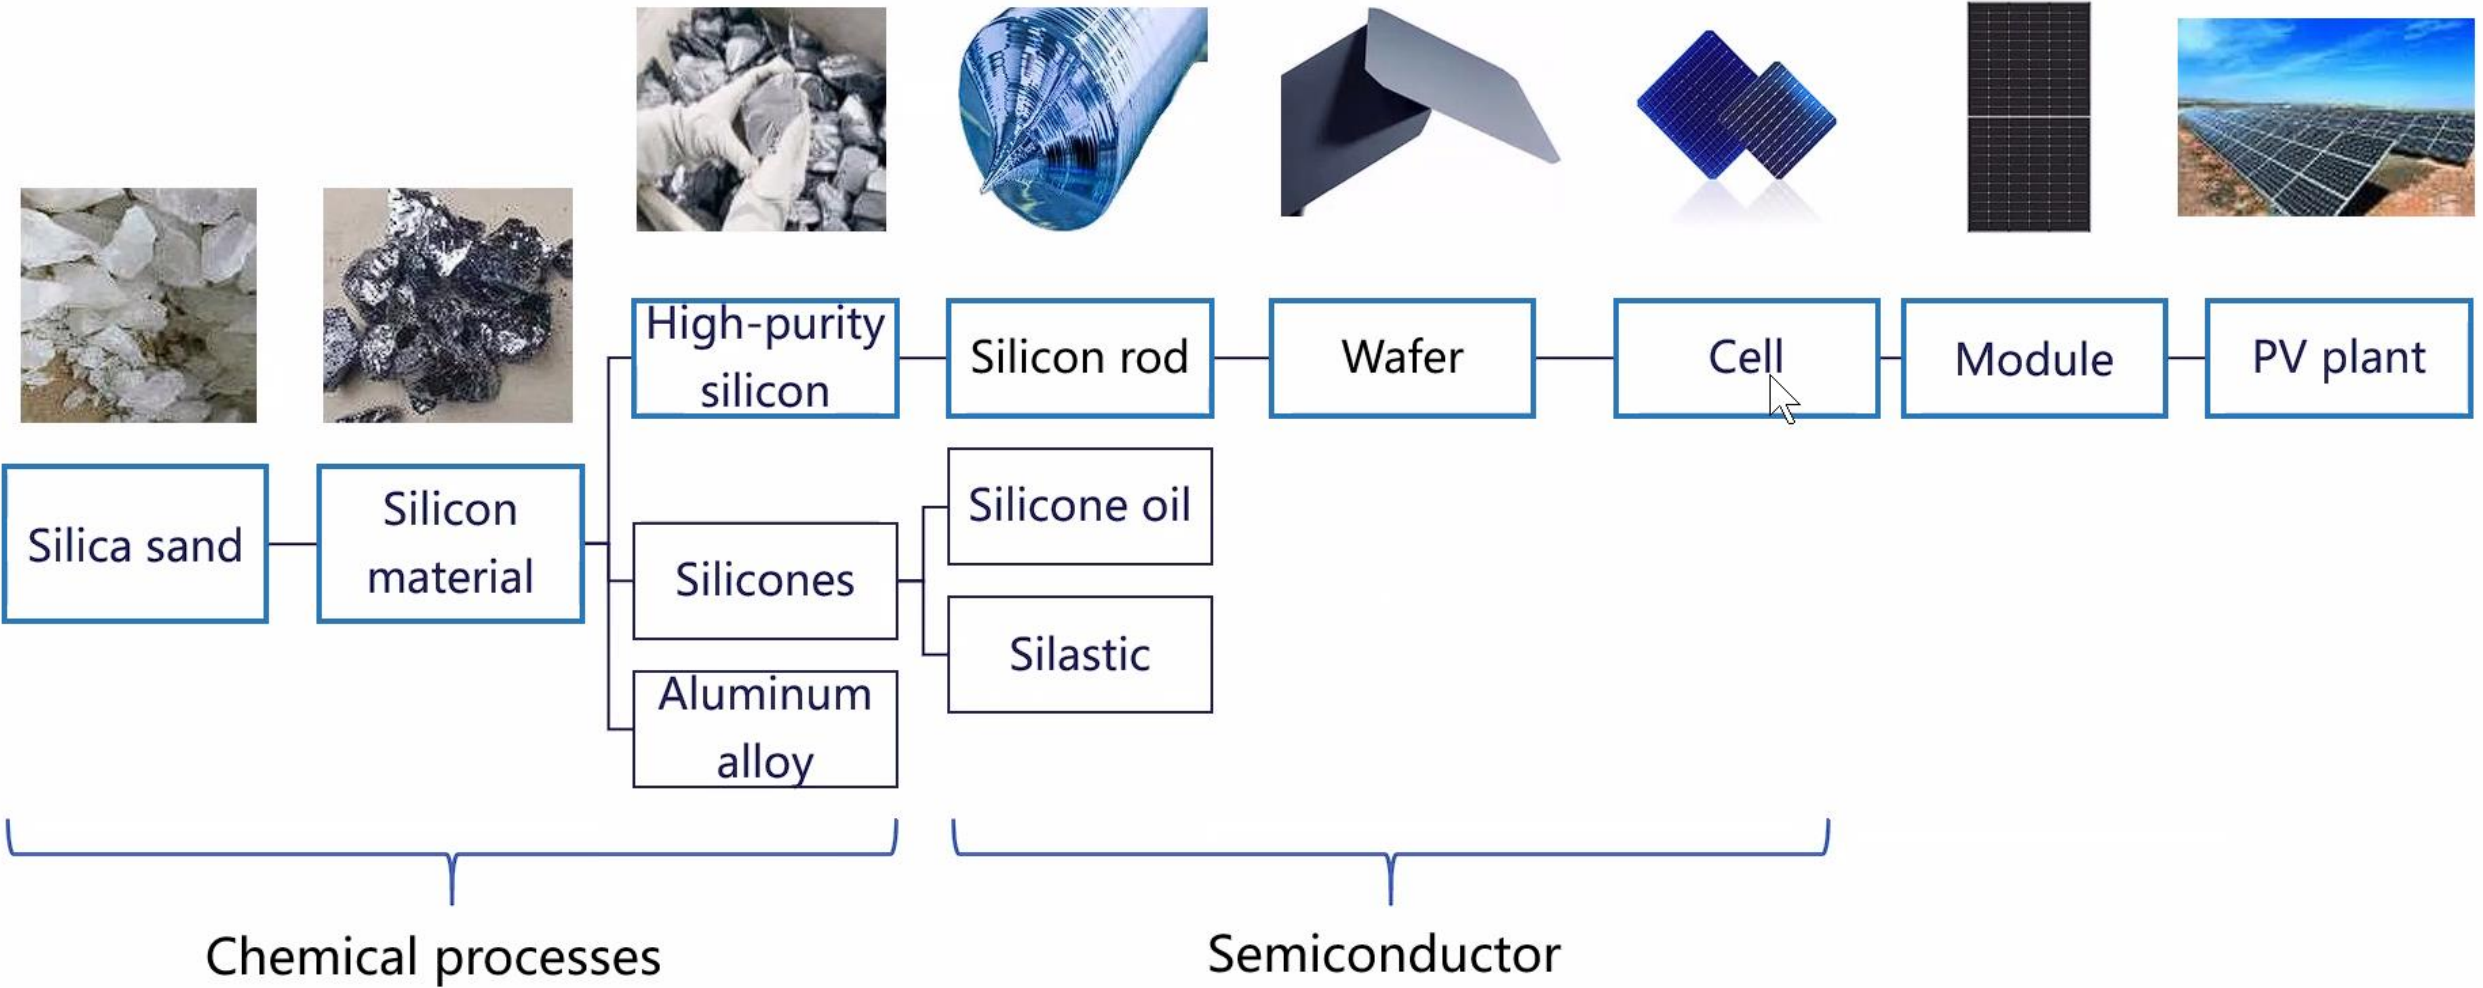 High-purity
silicon
Silicon rod
Wafer
Cell
Module
PV plant
Silica sand
Silicon
material
Silicone oil
Silicones
Silastic
Aluminum
alloy
Chemical processes
Semiconductor